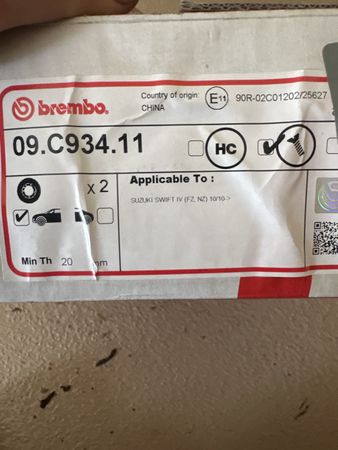 brembo.
Country of origin:
CHINA
E11
90R-02C01202/25627
09.C934.11
HC
x 2
Applicable To :
SUZUKI SWIFT IV (FZ, NZ) 10/10->
Min Th 20 mm